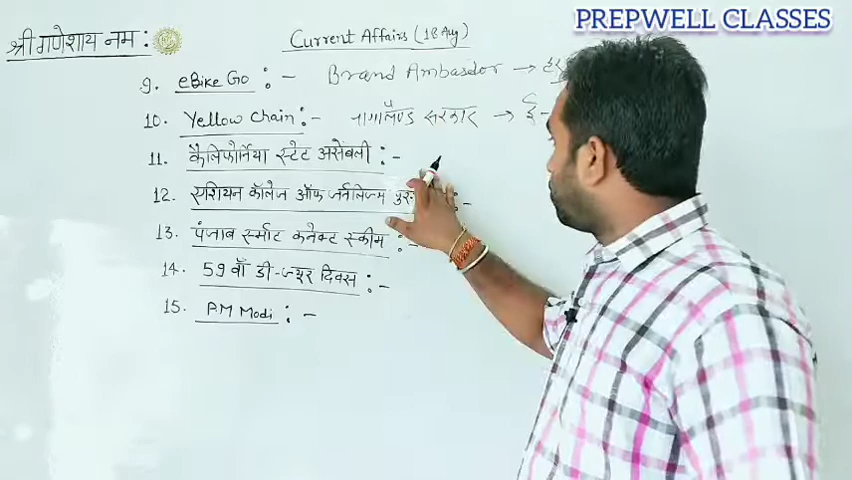 PREPWELL CLASSES
श्री गणेशाय नम:
Current Affairs (18 Aug)
9. eBike Go :- Brand Ambasdor →
10. Yellow Chain :- नागालैण्ड सरकार → ई-
11. कैलिफोर्निया स्टेट असेंबली :-
12. एशियन कॉलेज ऑफ जर्नलिज्म :-
13. पंजाब स्मार्ट कनेक्ट स्कीम :-
14. 59 वाँ डी-ज्यूर दिवस :-
15. PM Modi :-